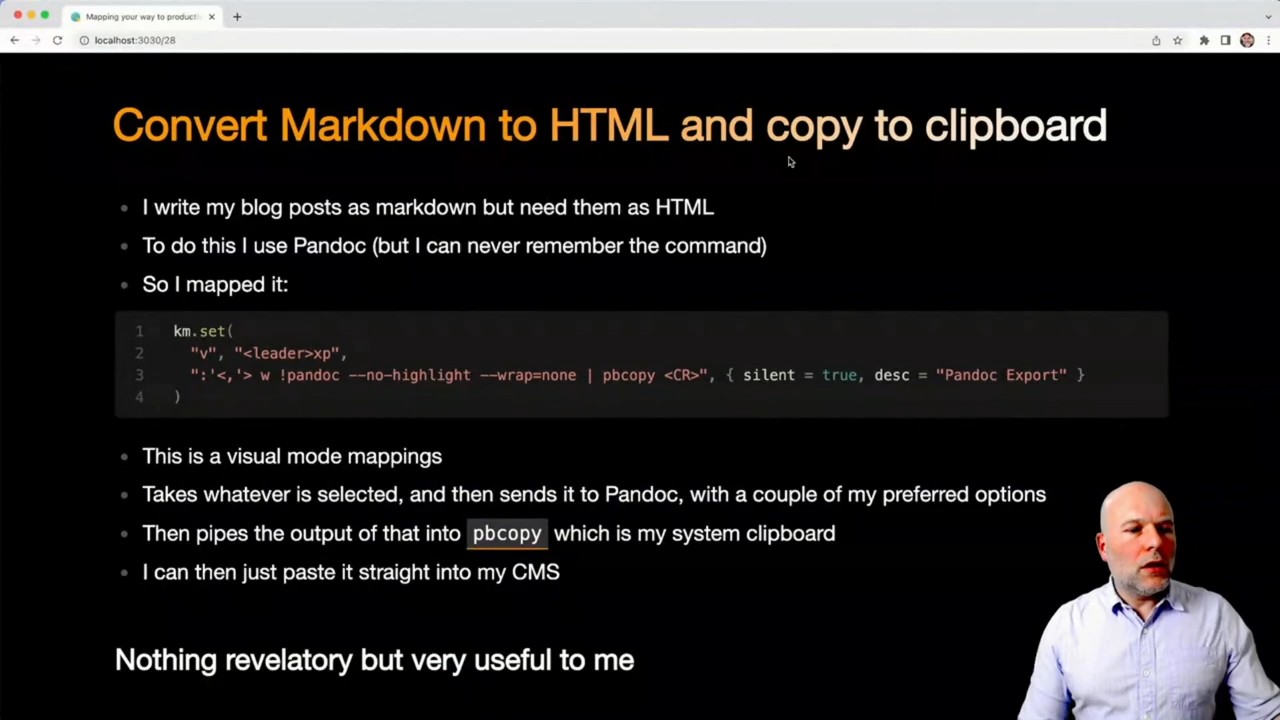 Mapping your way to producti
localhost:3030/28
Convert Markdown to HTML and copy to clipboard
I write my blog posts as markdown but need them as HTML
To do this I use Pandoc (but I can never remember the command)
So I mapped it:
1 km.set(
2 "v", "<leader>xp",
3 ":'<,'> w !pandoc --no-highlight --wrap=none | pbcopy <CR>", { silent = true, desc = "Pandoc Export" }
4 )
This is a visual mode mappings
Takes whatever is selected, and then sends it to Pandoc, with a couple of my preferred options
Then pipes the output of that into pbcopy which is my system clipboard
I can then just paste it straight into my CMS
Nothing revelatory but very useful to me